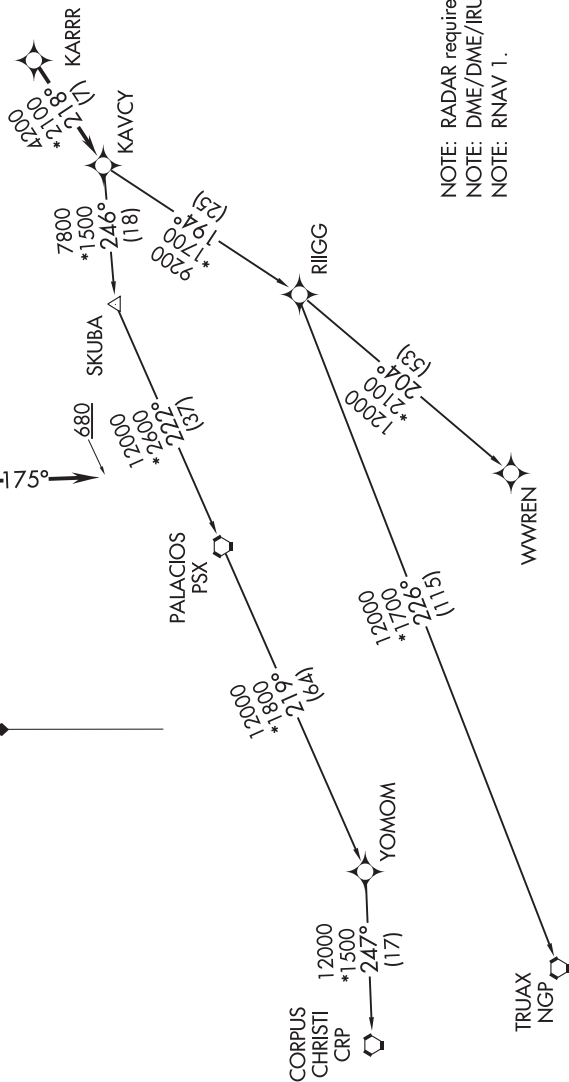 KARRR
4200
*2100
218°
(7)
KAVCY
7800
*1500
246°
(18)
9200
*1700
194°
(25)
SKUBA
RIIGG
680
175°
12000
*2600
222°
(37)
12000
*2100
204°
(53)
WWREN
PALACIOS
PSX
12000
*1700
226°
(115)
12000
*1800
219°
(64)
YOMOM
12000
*1500
247°
(17)
CORPUS
CHRISTI
CRP
TRUAX
NGP
NOTE: RADAR require
NOTE: DME/DME/IRU
NOTE: RNAV 1.